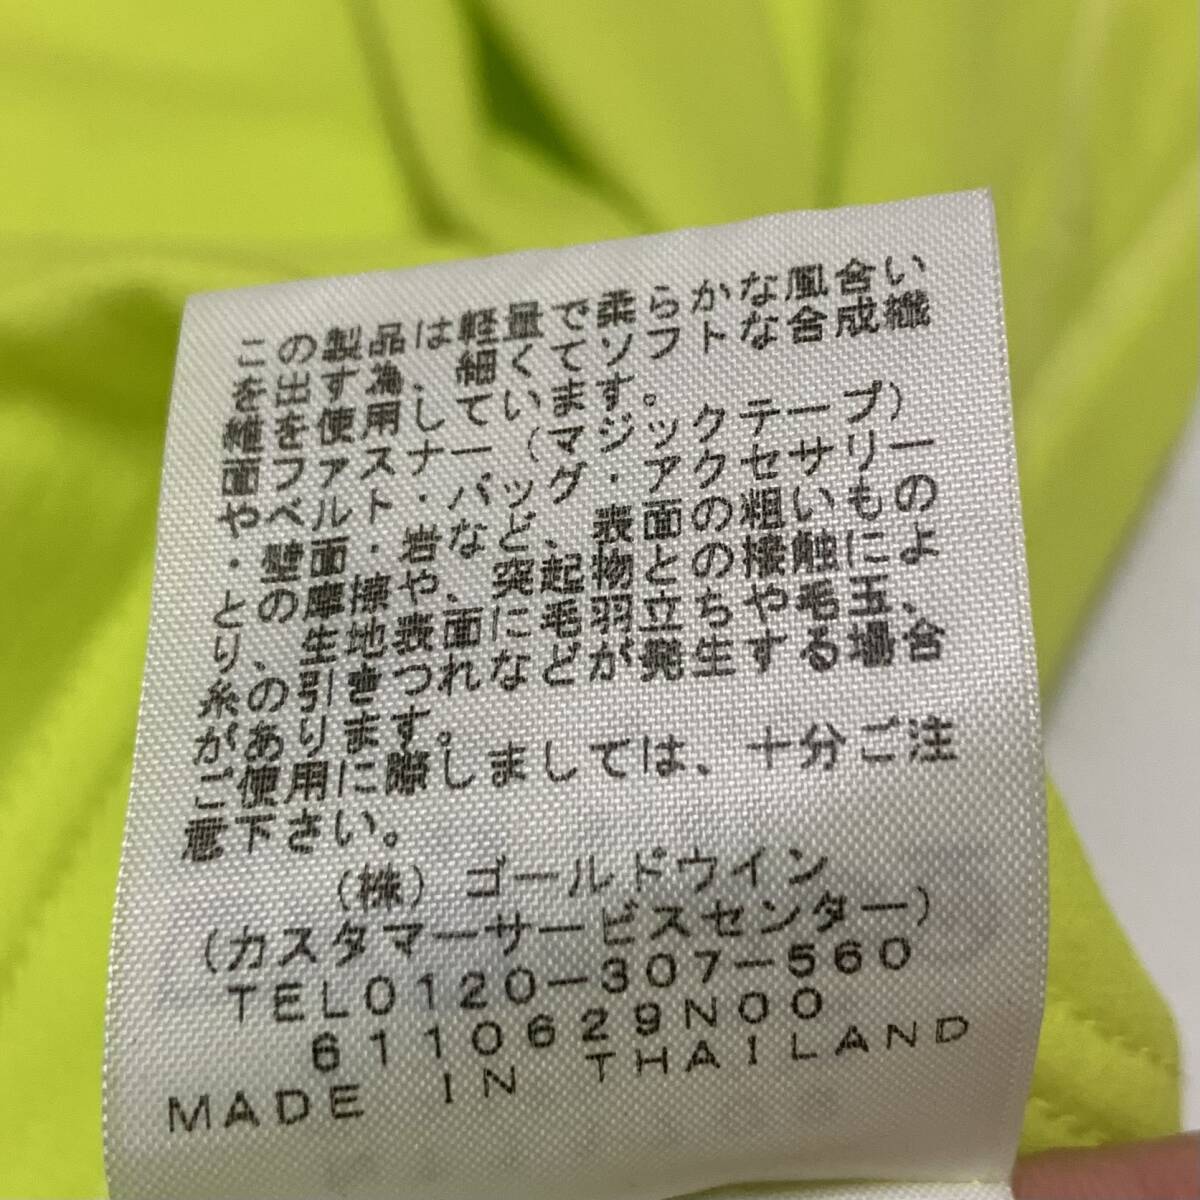 この製品は軽量で柔らかな風合い
を出す為、細くてソフトな合成繊
維を使用しています。
面ファスナー(マジックテープ)
やベルト・バッグ・アクセサリー
・壁面・岩など、表面の粗いもの
との摩擦や、突起物との接触によ
り、生地表面に毛羽立ちや毛玉、
糸の引きつれなどが発生する場合
があります。
ご使用に際しましては、十分ご注
意下さい。
(株)ゴールドウイン
(カスタマーサービスセンター)
TEL0120-307-560
6110629N00
MADE IN THAILAND